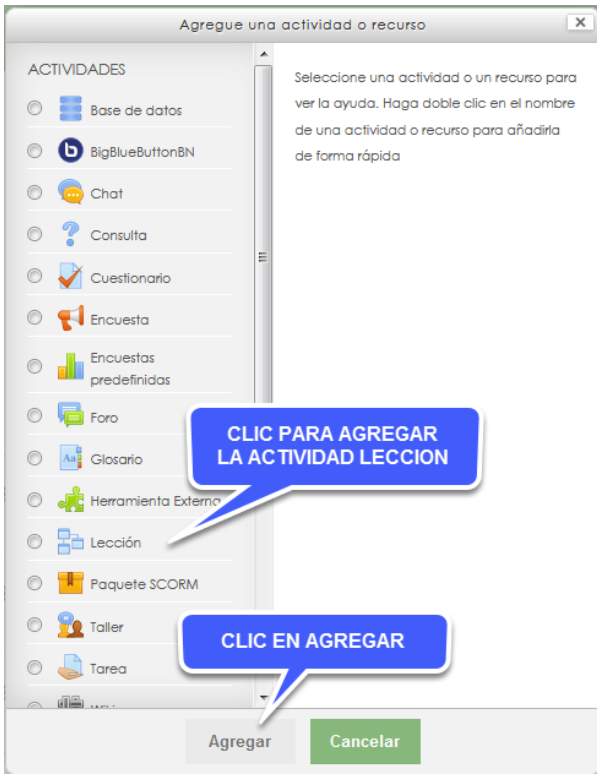 Agregue una actividad o recurso
ACTIVIDADES
Base de datos
BigBlueButtonBN
Chat
Consulta
Cuestionario
Encuesta
Encuestas
predefinidas
Foro
Glosario
Herramienta Externa
Lección
Paquete SCORM
Taller
Tarea
Seleccione una actividad o un recurso para
ver la ayuda. Haga doble clic en el nombre
de una actividad o recurso para añadirla
de forma rápida
CLIC PARA AGREGAR
LA ACTIVIDAD LECCION
CLIC EN AGREGAR
Agregar
Cancelar